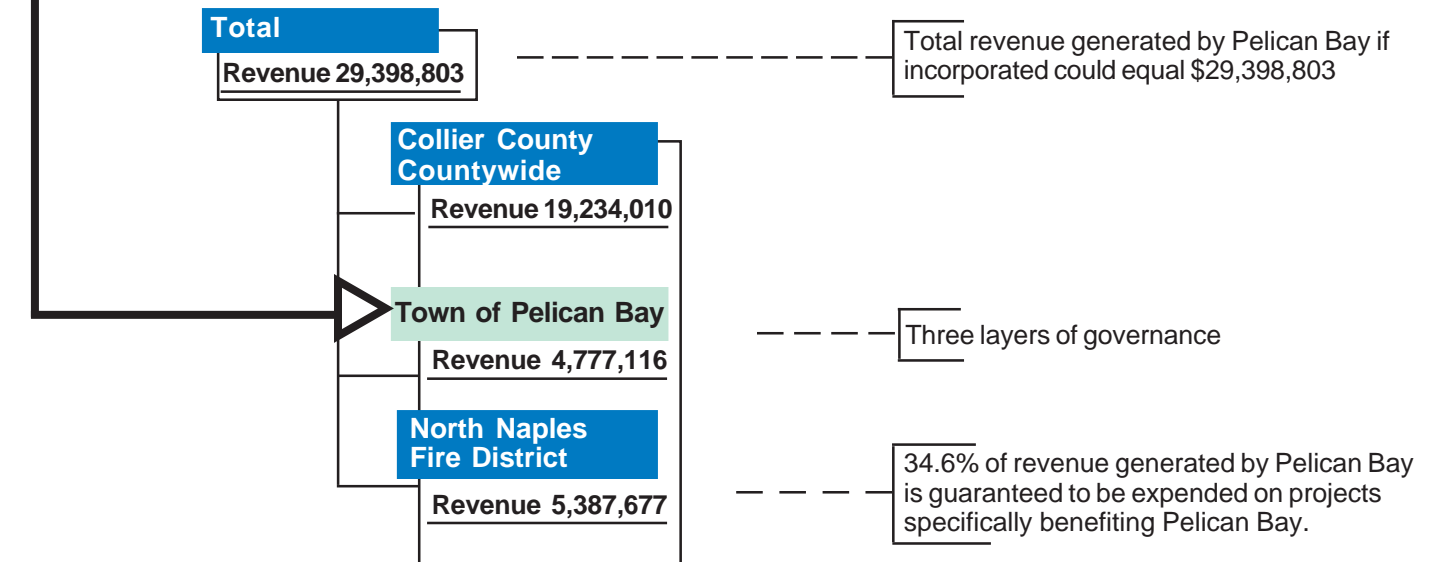 Total
Revenue 29,398,803
Total revenue generated by Pelican Bay if
incorporated could equal $29,398,803
Collier County
Countywide
Revenue 19,234,010
Town of Pelican Bay
Revenue 4,777,116
Three layers of governance
North Naples
Fire District
Revenue 5,387,677
34.6% of revenue generated by Pelican Bay
is guaranteed to be expended on projects
specifically benefiting Pelican Bay.